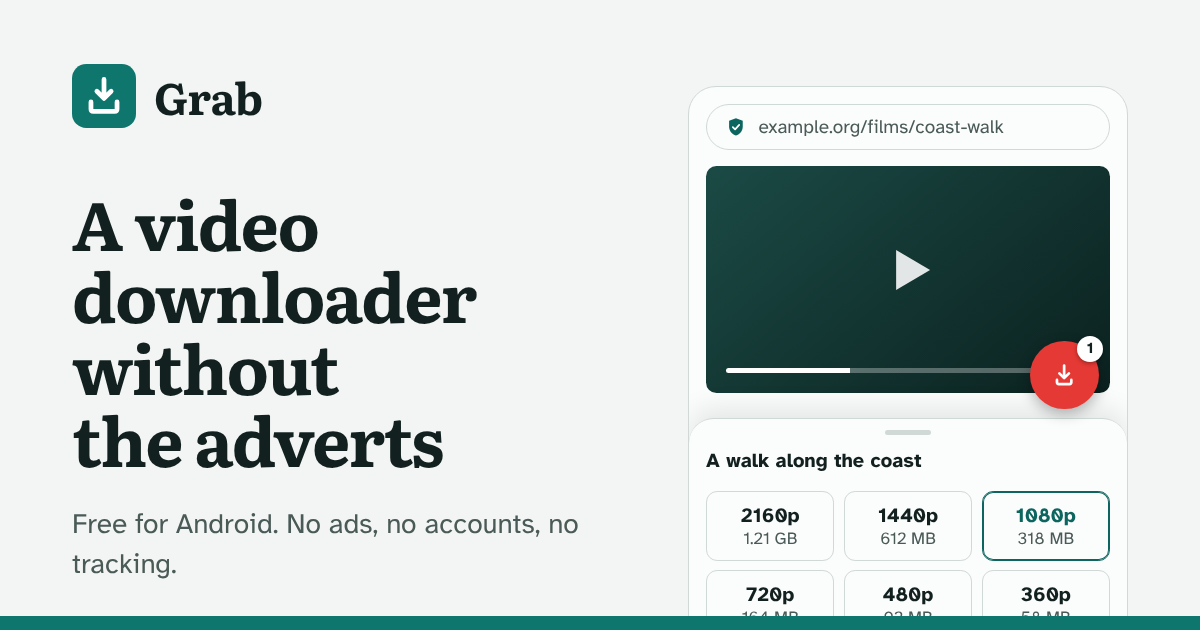 Grab
A video
downloader
without
the adverts
Free for Android. No ads, no accounts, no
tracking.
example.org/films/coast-walk
1
A walk along the coast
2160p 1440p 1080p
1.21 GB 612 MB 318 MB
720p 480p 360p